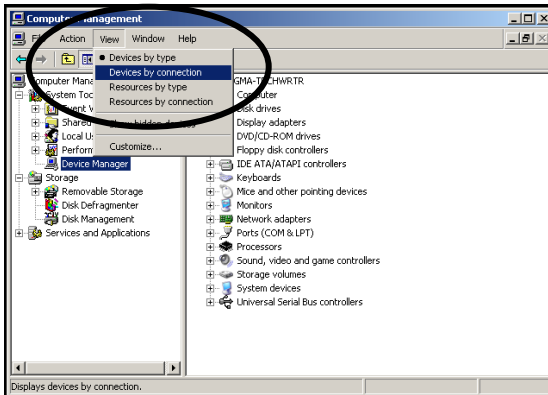 Computer Management
File Action View Window Help
Devices by type
Devices by connection
Resources by type
Resources by connection
Customize...
Computer
System
Event
Shared
Local
Perform
Device Manager
Storage
Removable Storage
Disk Defragmenter
Disk Management
Services and Applications
GMA-TECHWRTR
Computer
Disk drives
Display adapters
DVD/CD-ROM drives
Floppy disk controllers
IDE ATA/ATAPI controllers
Keyboards
Mice and other pointing devices
Monitors
Network adapters
Ports (COM & LPT)
Processors
Sound, video and game controllers
Storage volumes
System devices
Universal Serial Bus controllers
Displays devices by connection.